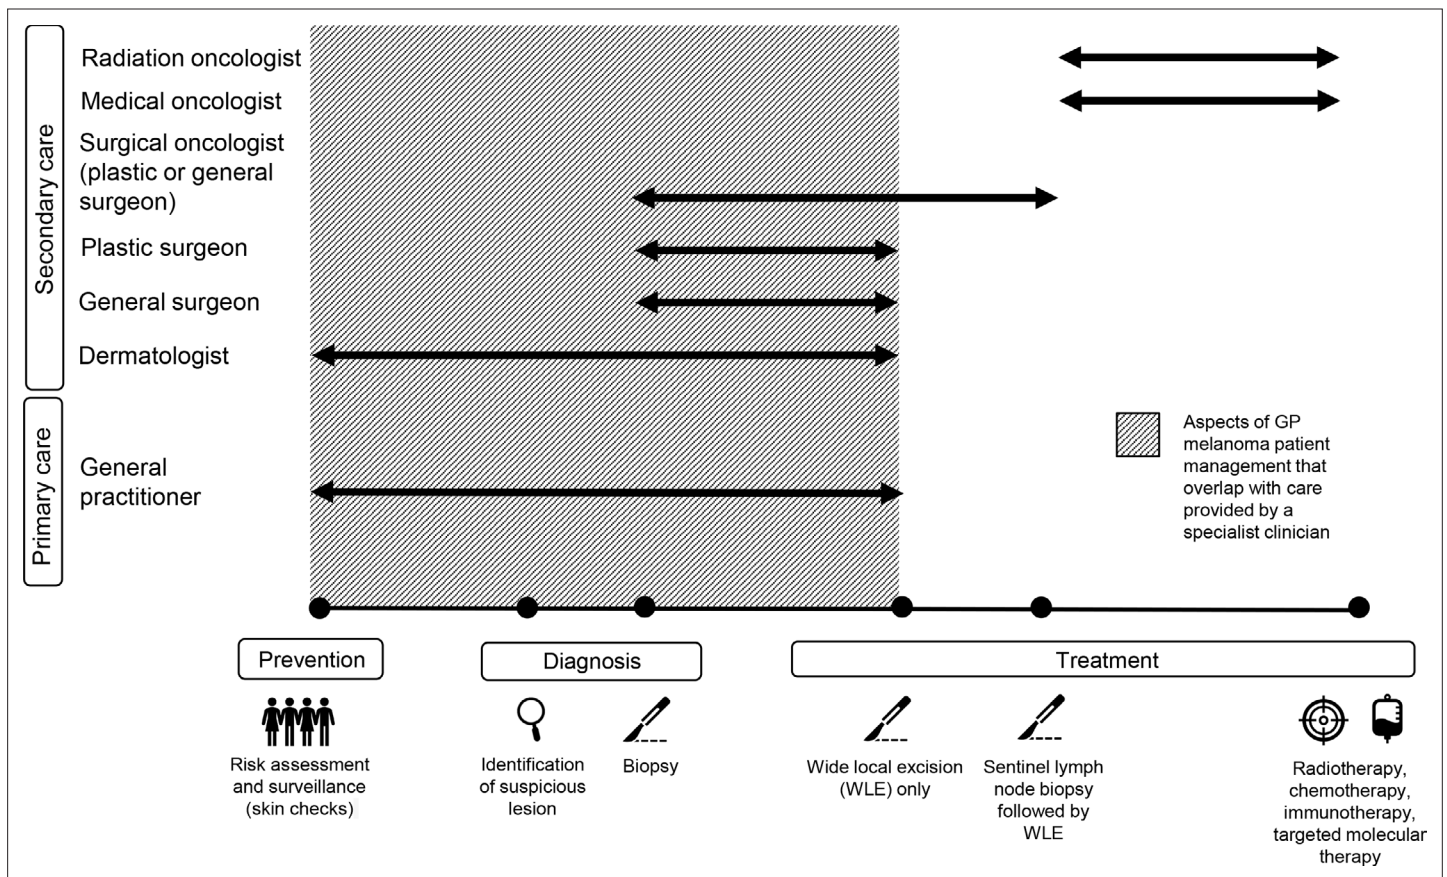 Secondary care
Radiation oncologist
Medical oncologist
Surgical oncologist
(plastic or general
surgeon)
Plastic surgeon
General surgeon
Dermatologist
Primary care
General
practitioner
Aspects of GP
melanoma patient
management that
overlap with care
provided by a
specialist clinician
Prevention
Diagnosis
Treatment
Risk assessment
and surveillance
(skin checks)
Identification
of suspicious
lesion
Biopsy
Wide local excision
(WLE) only
Sentinel lymph
node biopsy
followed by
WLE
Radiotherapy,
chemotherapy,
immunotherapy,
targeted molecular
therapy